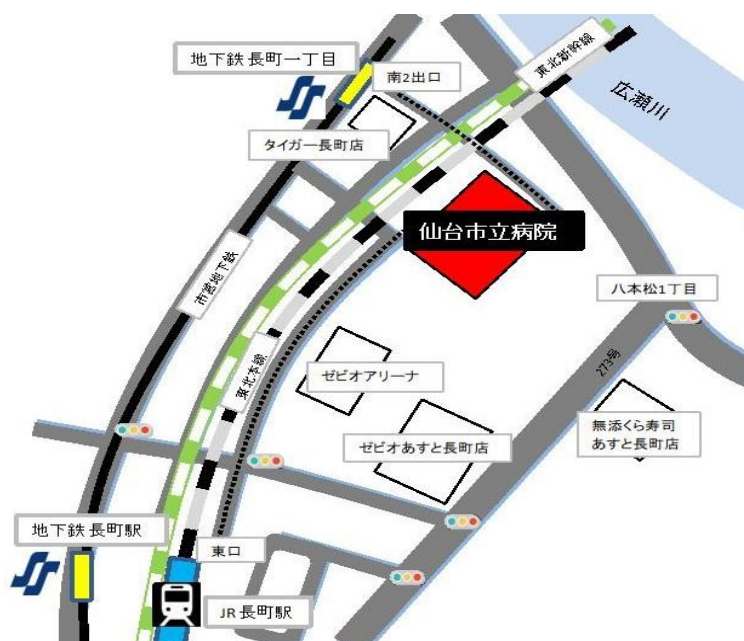 地下鉄 長町一丁目
南2出口
東北新幹線
広瀬川
タイガー長町店
仙台市立病院
市営地下鉄
八本松1丁目
273号
東北本線
ゼビオアリーナ
無添くら寿司
あすと長町店
ゼビオあすと長町店
地下鉄 長町駅
東口
JR 長町駅